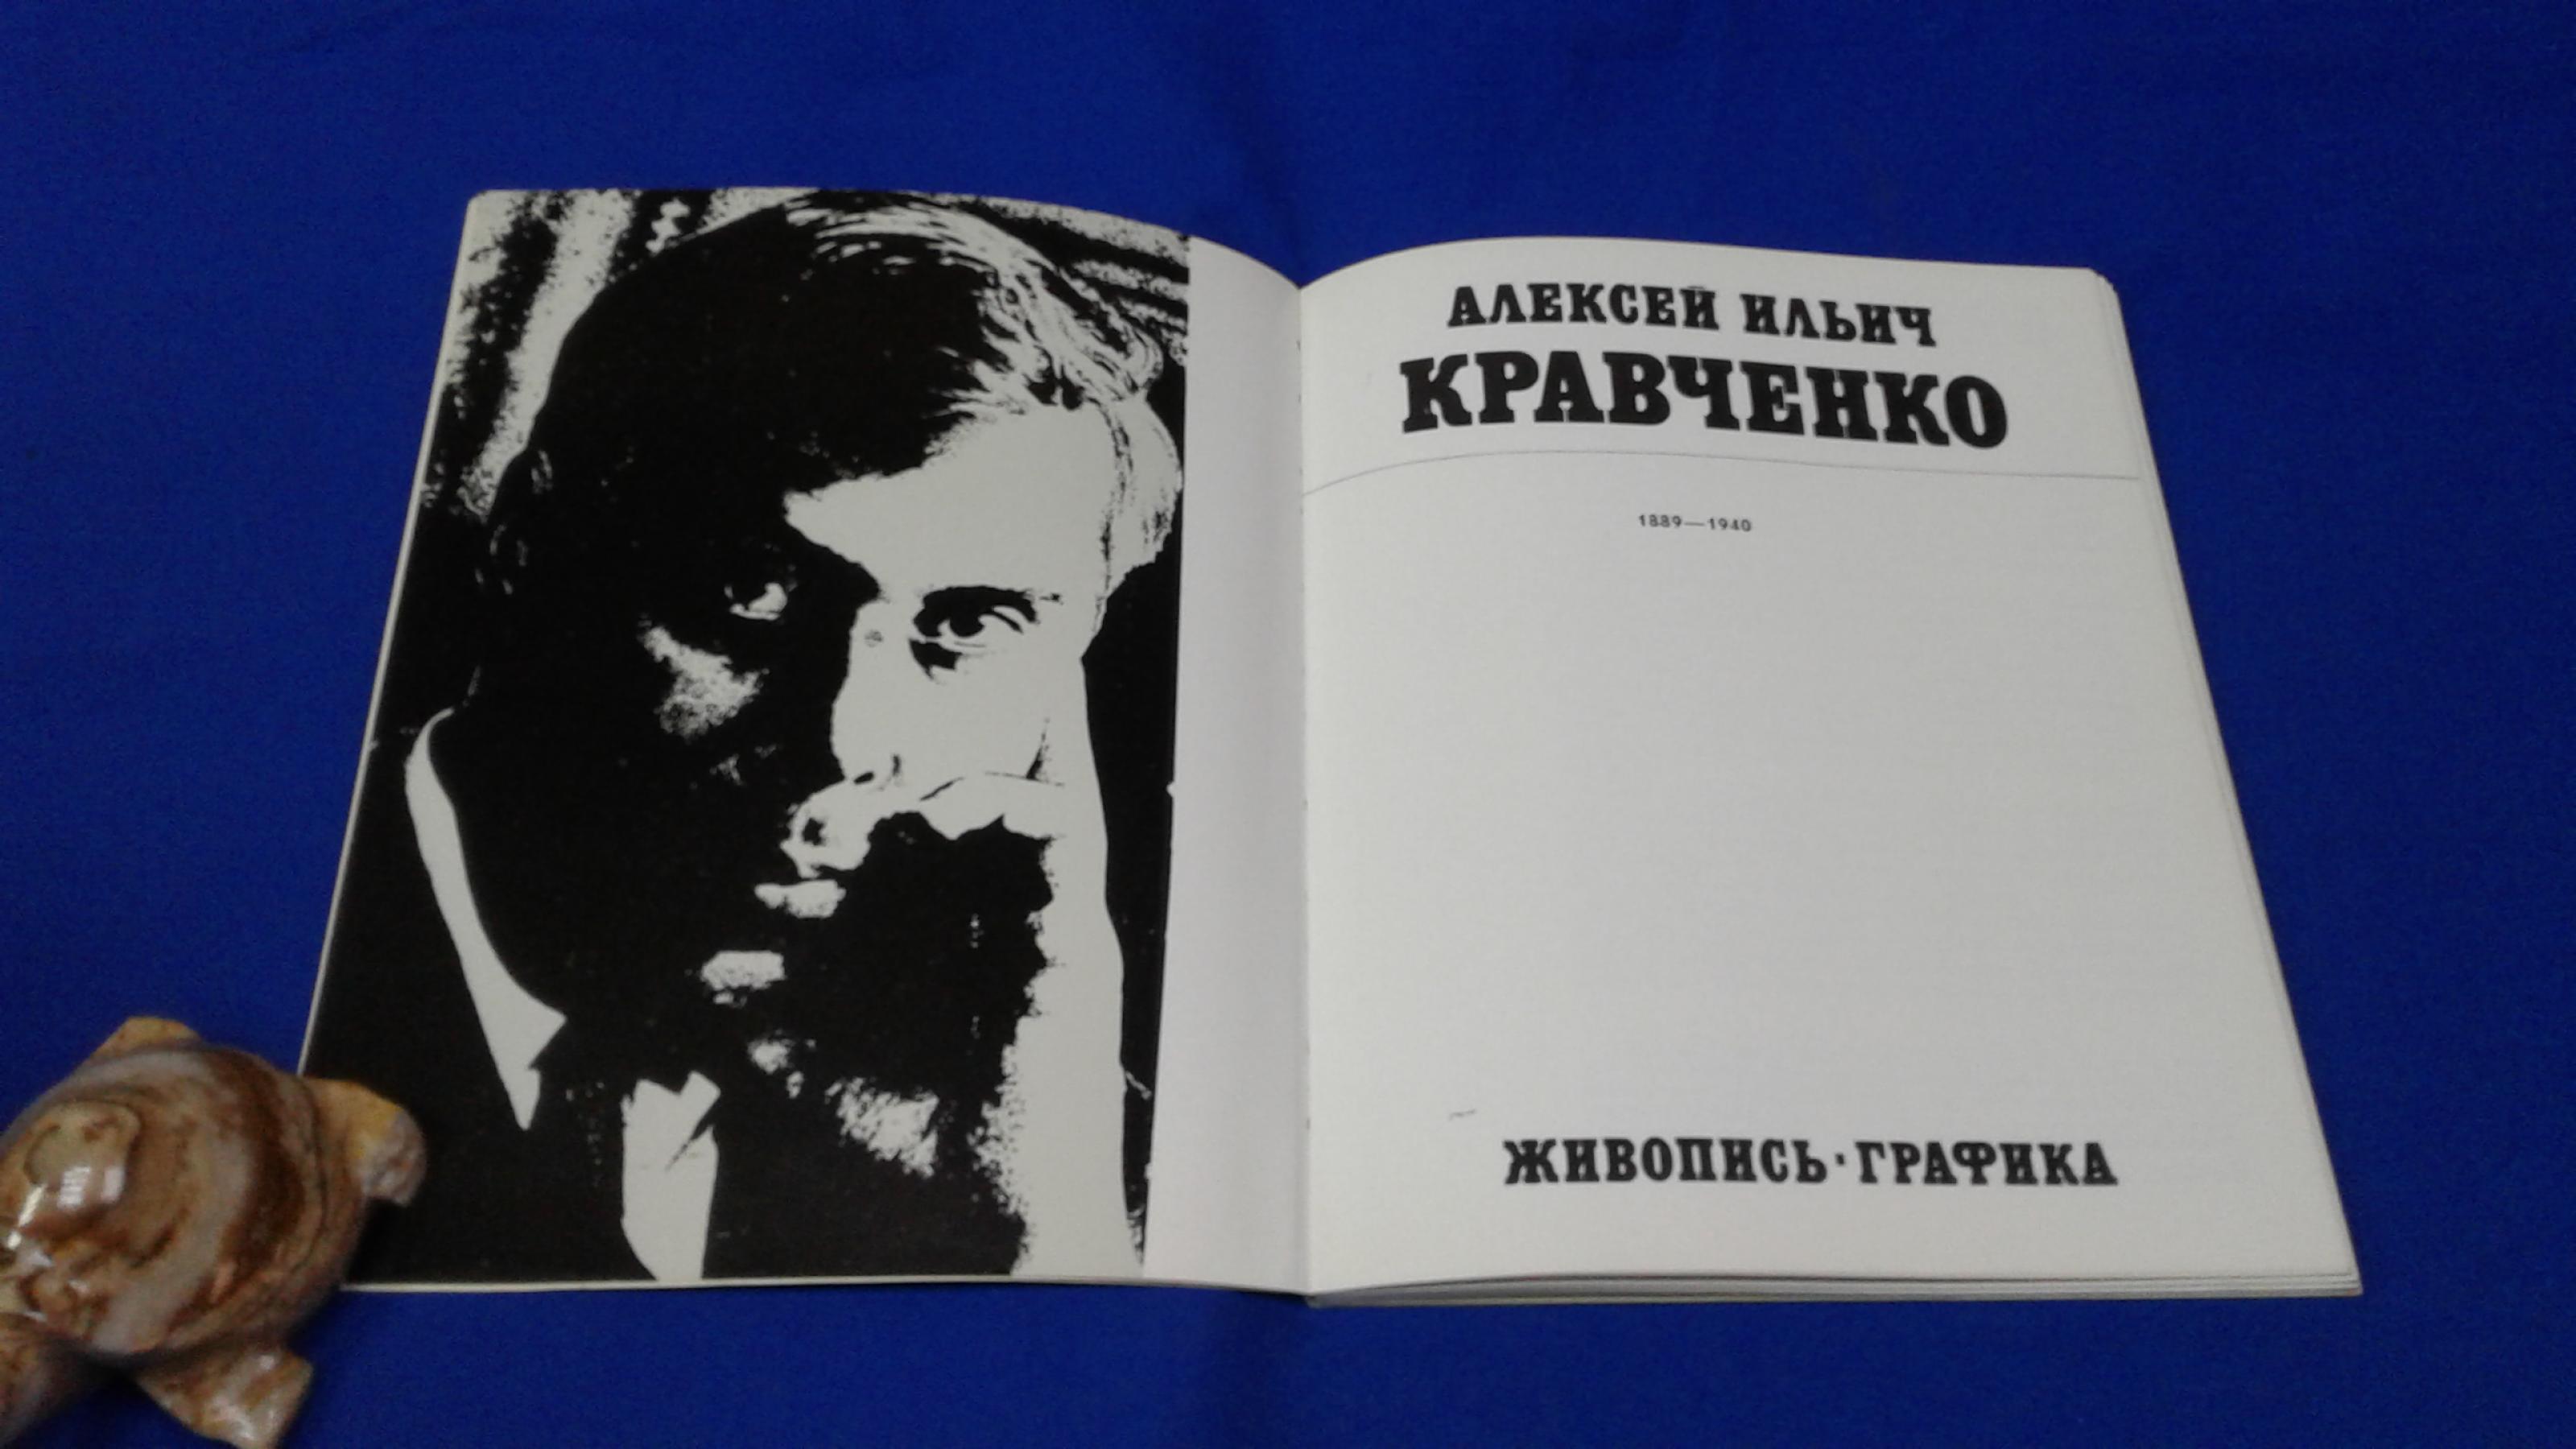 АЛЕКСЕЙ ИЛЬИЧ
КРАВЧЕНКО
1889—1940
ЖИВОПИСЬ·ГРАФИКА